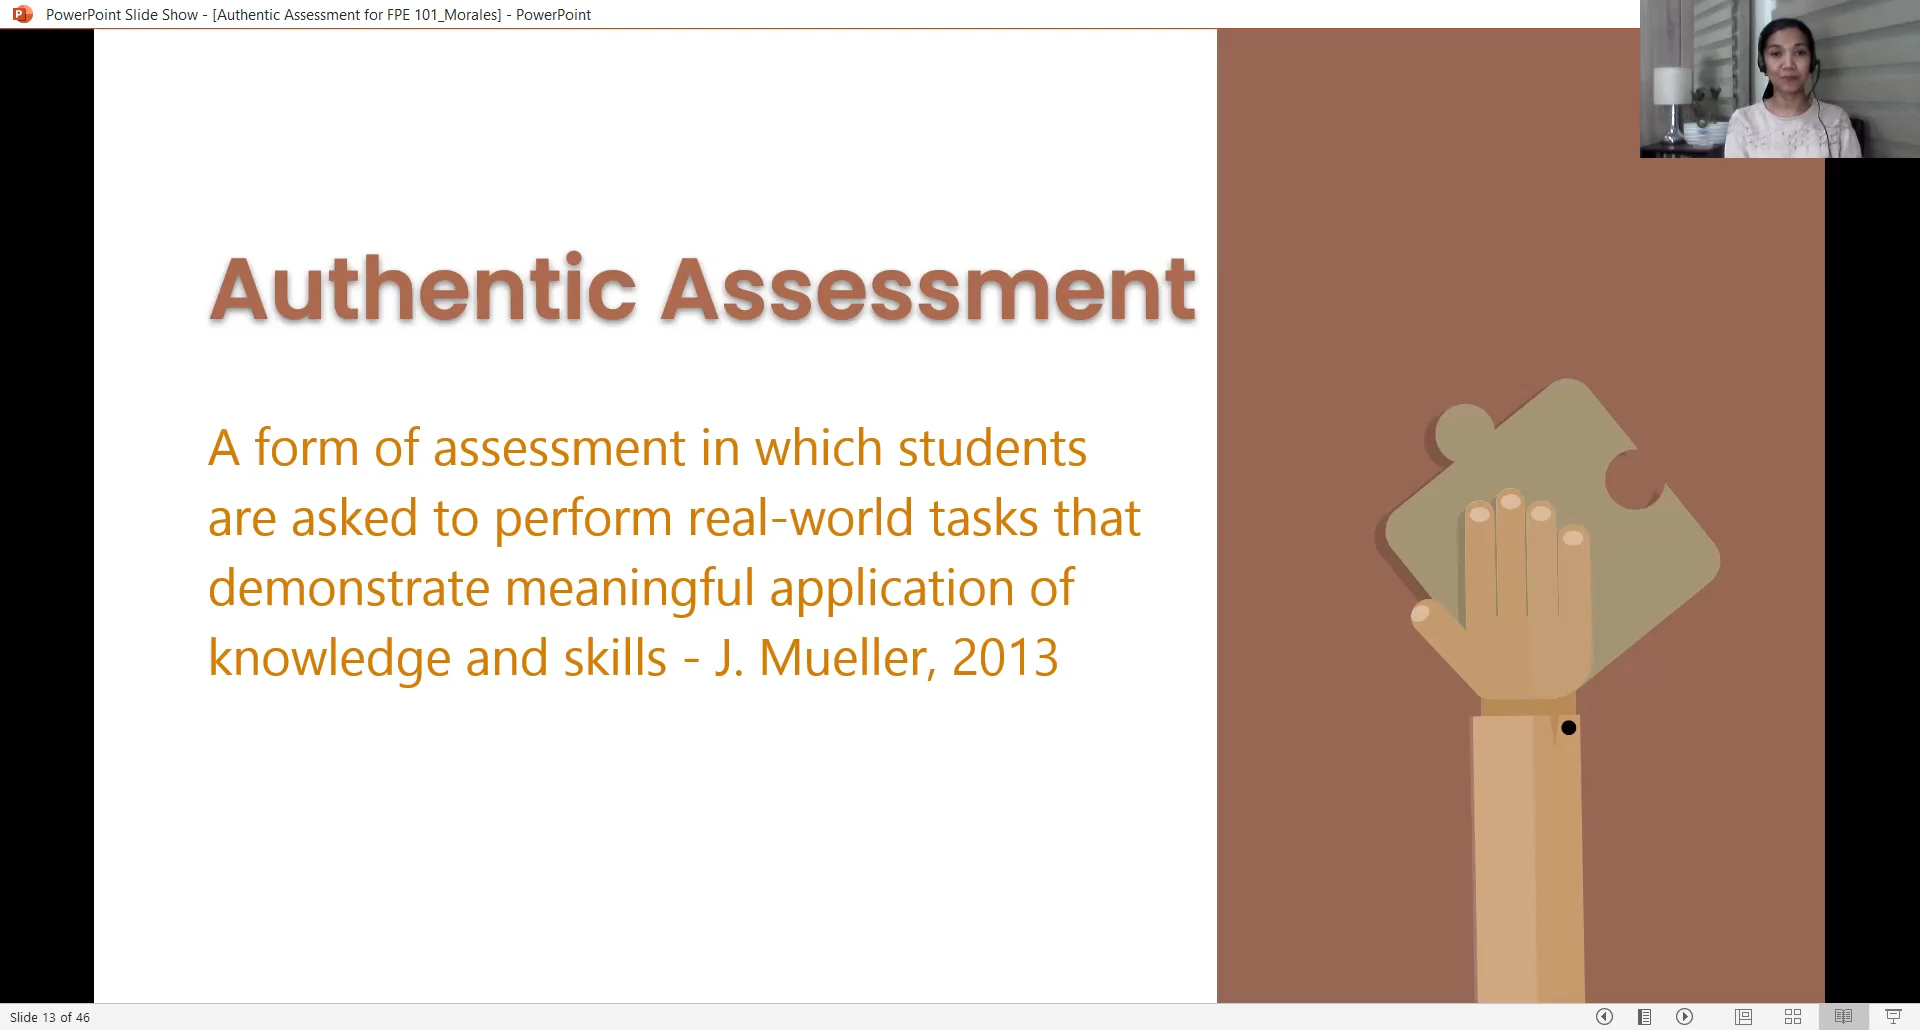 PowerPoint Slide Show - [Authentic Assessment for FPE 101_Morales] - PowerPoint
Authentic Assessment
A form of assessment in which students
are asked to perform real-world tasks that
demonstrate meaningful application of
knowledge and skills - J. Mueller, 2013
Slide 13 of 46